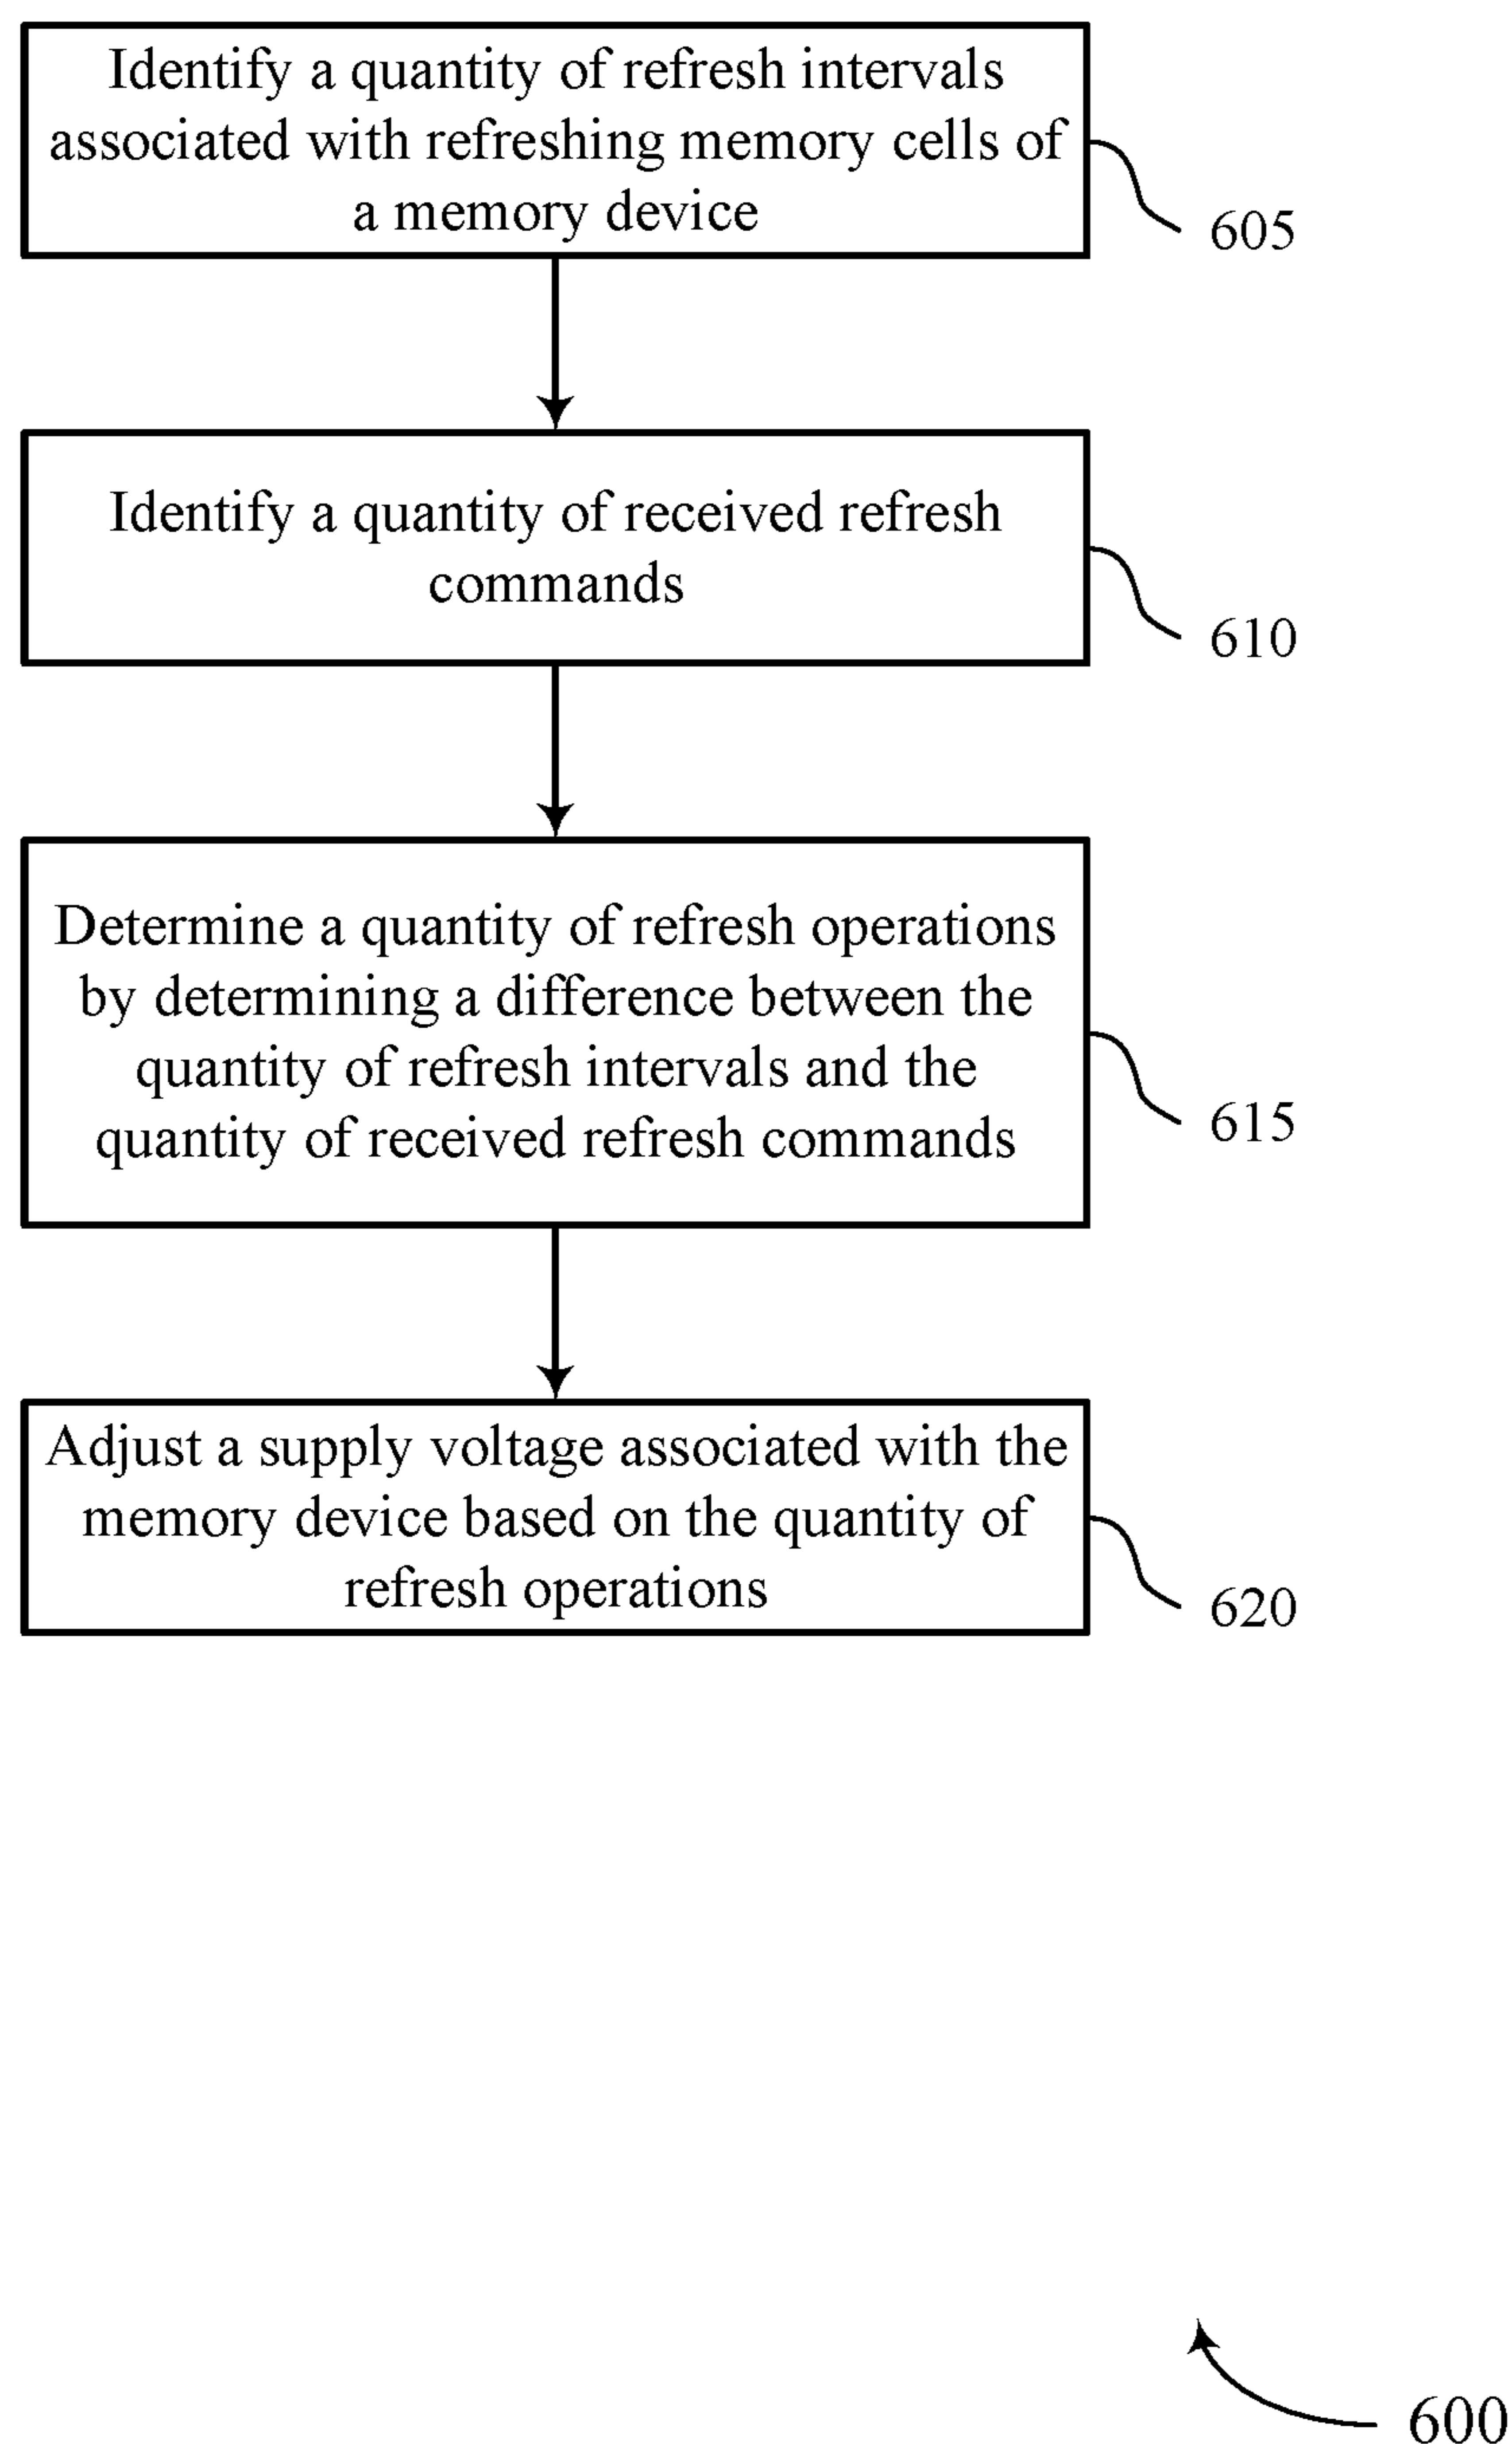 Identify a quantity of refresh intervals
associated with refreshing memory cells of
a memory device
605
Identify a quantity of received refresh
commands
610
Determine a quantity of refresh operations
by determining a difference between the
quantity of refresh intervals and the
quantity of received refresh commands
615
Adjust a supply voltage associated with the
memory device based on the quantity of
refresh operations
620
600